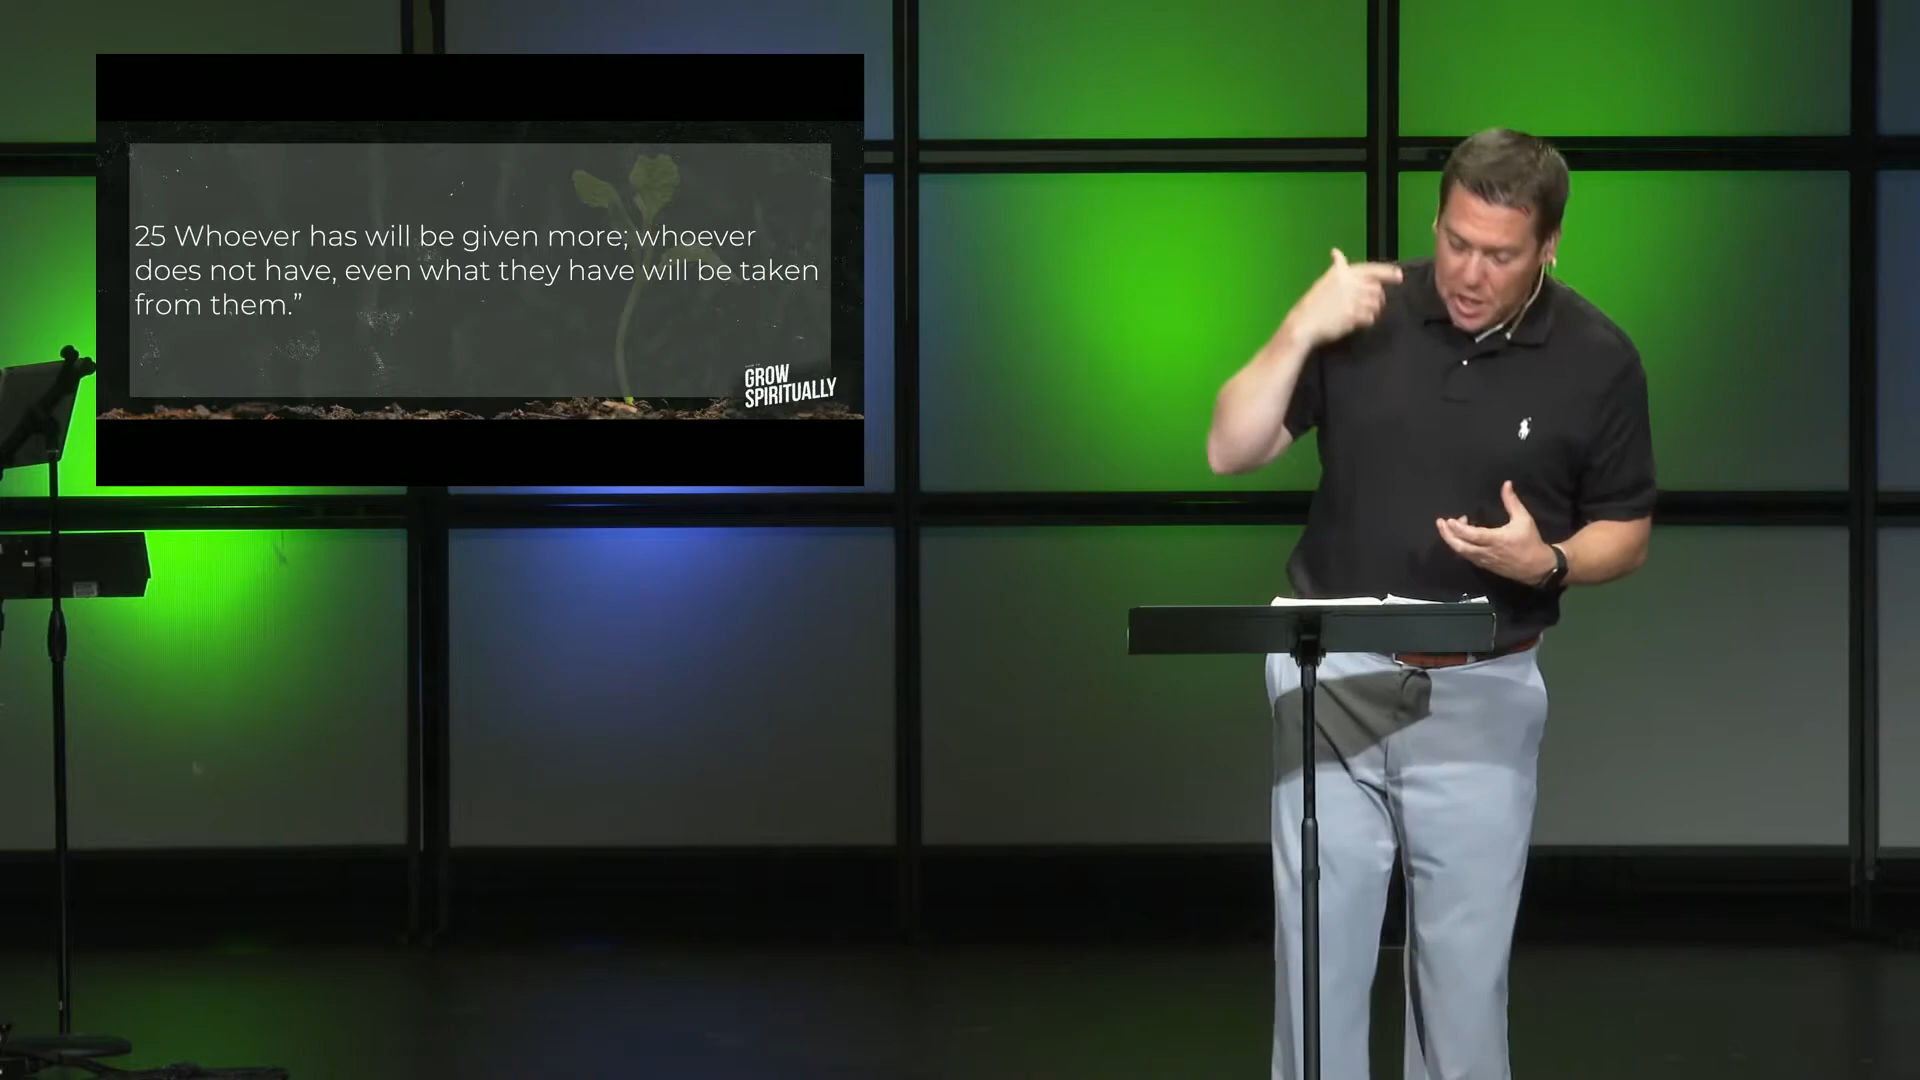 25 Whoever has will be given more; whoever
does not have, even what they have will be taken
from them.”
GROW
SPIRITUALLY